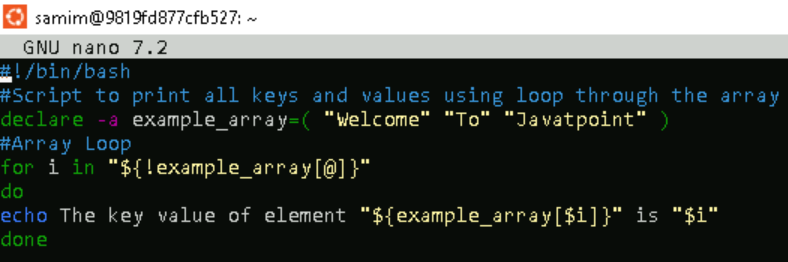 samim@9819fd877cfb527: ~
GNU nano 7.2
#!/bin/bash
#Script to print all keys and values using loop through the array
declare -a example_array=( "Welcome" "To" "Javatpoint" )
#Array Loop
for i in "${!example_array[@]}"
do
echo The key value of element "${example_array[$i]}" is "$i"
done